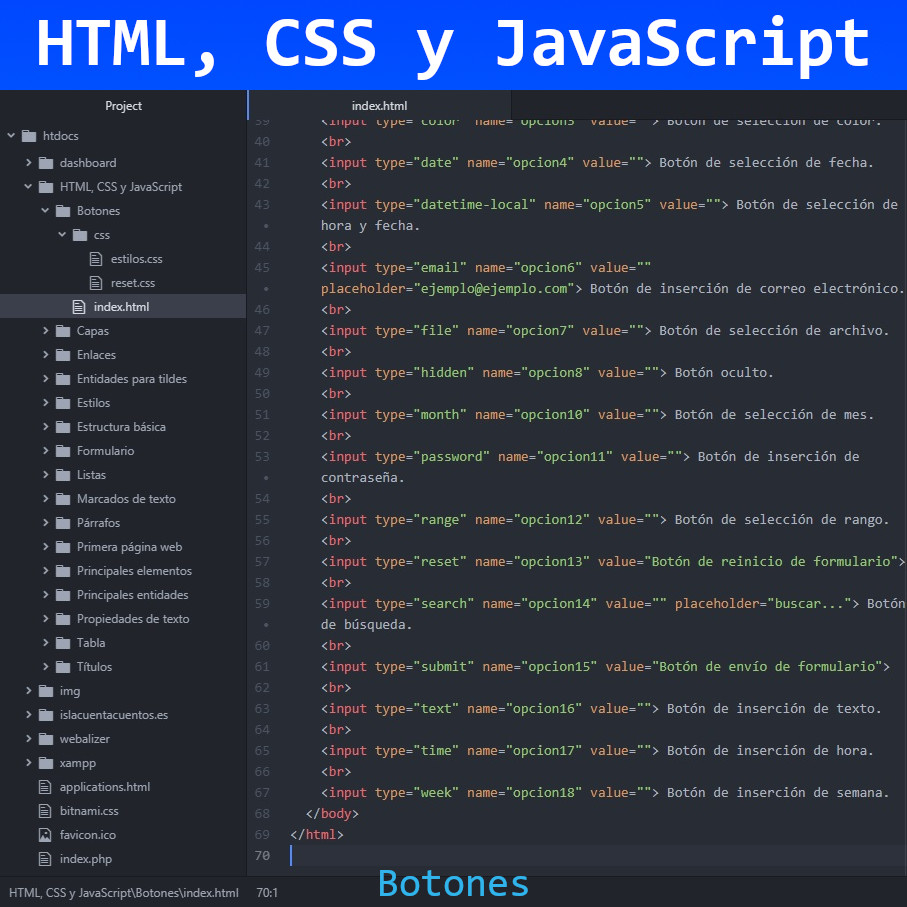 HTML, CSS y JavaScript
Project
htdocs
dashboard
HTML, CSS y JavaScript
Botones
css
estilos.css
reset.css
index.html
Capas
Enlaces
Entidades para tildes
Estilos
Estructura básica
Formulario
Listas
Marcados de texto
Párrafos
Primera página web
Principales elementos
Principales entidades
Propiedades de texto
Tabla
Títulos
img
islacuentacuentos.es
webalizer
xampp
applications.html
bitnami.css
favicon.ico
index.php
index.html
39 <input type="color" name="opcion3" value=""> Botón de selección de color.
40 <br>
41 <input type="date" name="opcion4" value=""> Botón de selección de fecha.
42 <br>
43 <input type="datetime-local" name="opcion5" value=""> Botón de selección de
• hora y fecha.
44 <br>
45 <input type="email" name="opcion6" value=""
• placeholder="ejemplo@ejemplo.com"> Botón de inserción de correo electrónico.
46 <br>
47 <input type="file" name="opcion7" value=""> Botón de selección de archivo.
48 <br>
49 <input type="hidden" name="opcion8" value=""> Botón oculto.
50 <br>
51 <input type="month" name="opcion10" value=""> Botón de selección de mes.
52 <br>
53 <input type="password" name="opcion11" value=""> Botón de inserción de
• contraseña.
54 <br>
55 <input type="range" name="opcion12" value=""> Botón de selección de rango.
56 <br>
57 <input type="reset" name="opcion13" value="Botón de reinicio de formulario">
58 <br>
59 <input type="search" name="opcion14" value="" placeholder="buscar..."> Botón
• de búsqueda.
60 <br>
61 <input type="submit" name="opcion15" value="Botón de envío de formulario">
62 <br>
63 <input type="text" name="opcion16" value=""> Botón de inserción de texto.
64 <br>
65 <input type="time" name="opcion17" value=""> Botón de inserción de hora.
66 <br>
67 <input type="week" name="opcion18" value=""> Botón de inserción de semana.
68 </body>
69 </html>
70
HTML, CSS y JavaScript\Botones\index.html 70:1
Botones